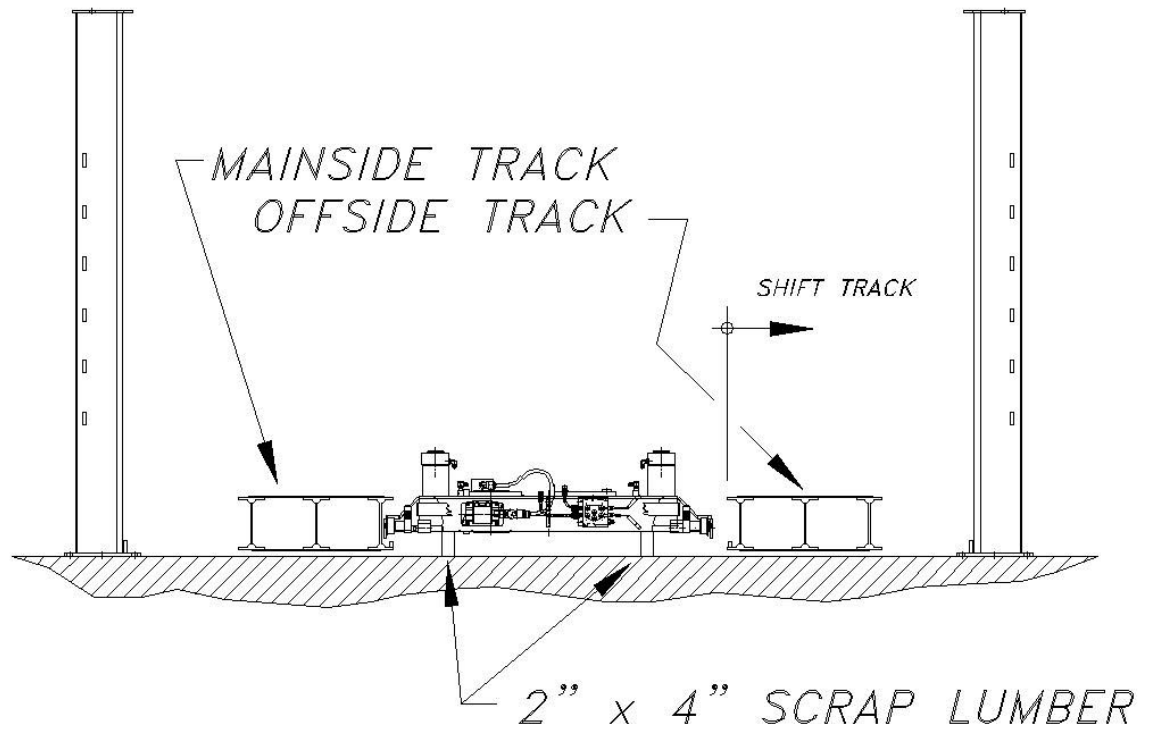 MAINSIDE TRACK
OFFSIDE TRACK
SHIFT TRACK
2” x 4” SCRAP LUMBER